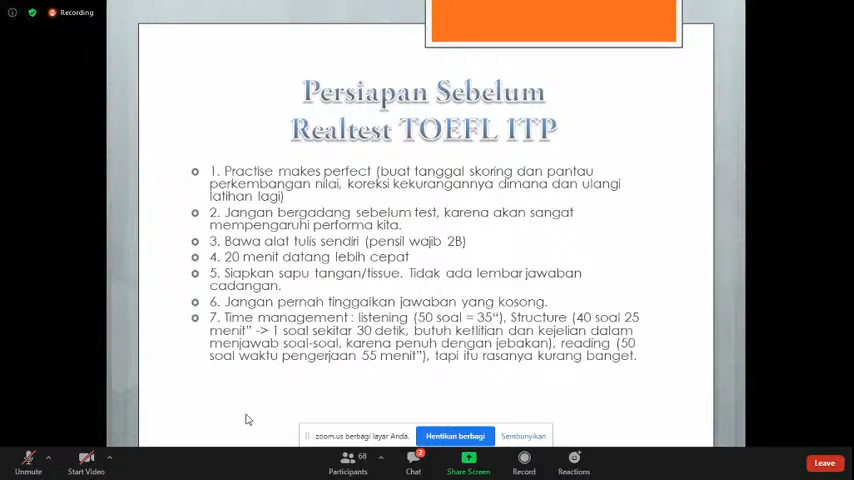 Recording
Persiapan Sebelum
Realtest TOEFL ITP
1. Practise makes perfect (buat tanggal skoring dan pantau
perkembangan nilai, koreksi kekurangannya dimana dan ulangi
latihan lagi)
2. Jangan bergadang sebelum test, karena akan sangat
mempengaruhi performa kita.
3. Bawa alat tulis sendiri (pensil wajib 2B)
4. 20 menit datang lebih cepat
5. Siapkan sapu tangan/tissue. Tidak ada lembar jawaban
cadangan.
6. Jangan pernah tinggalkan jawaban yang kosong.
7. Time management : listening (50 soal = 35“), Structure (40 soal 25
menit” -> 1 soal sekitar 30 detik, butuh ketlitian dan kejelian dalam
menjawab soal-soal, karena penuh dengan jebakan), reading (50
soal waktu pengerjaan 55 menit”), tapi itu rasanya kurang banget.
zoom.us berbagi layar Anda. Hentikan berbagi Sembunyikan
68 2
Unmute Start Video Participants Chat Share Screen Record Reactions Leave